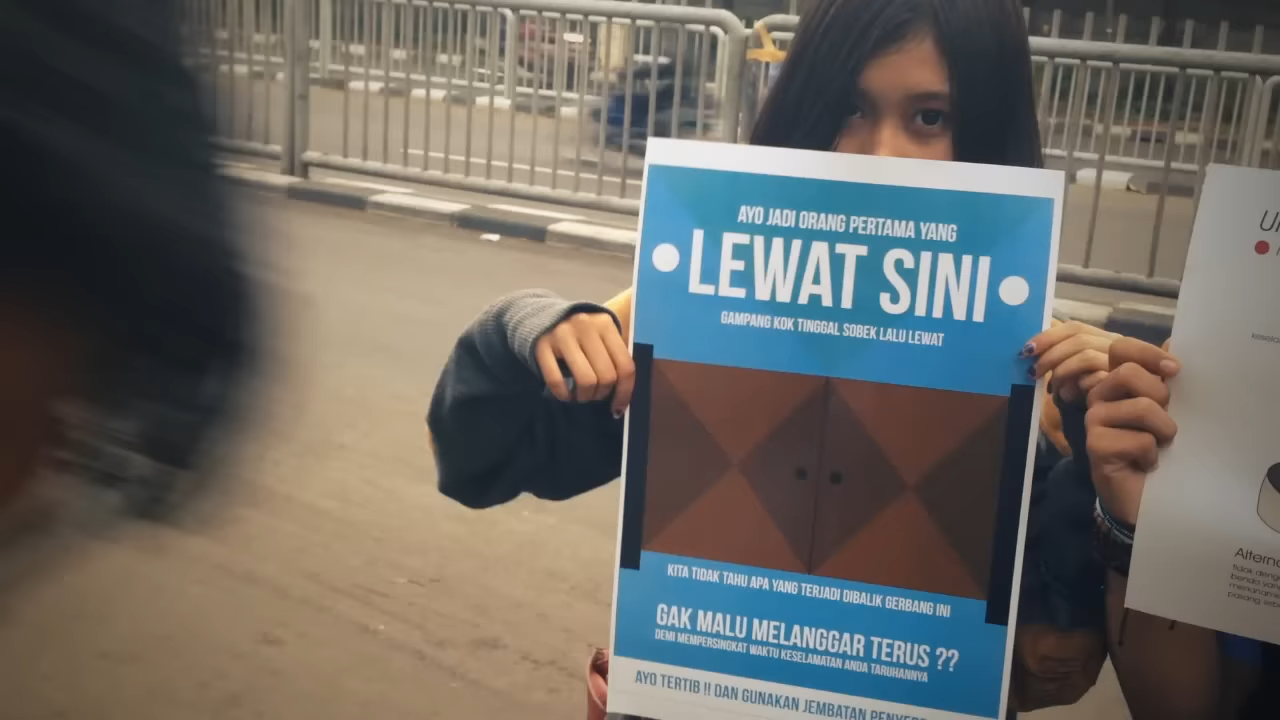 AYO JADI ORANG PERTAMA YANG
LEWAT SINI
GAMPANG KOK TINGGAL SOBEK LALU LEWAT
KITA TIDAK TAHU APA YANG TERJADI DIBALIK GERBANG INI
GAK MALU MELANGGAR TERUS ??
DEMI MEMPERSINGKAT WAKTU KESELAMATAN ANDA TARUHANNYA
AYO TERTIB !! DAN GUNAKAN JEMBATAN